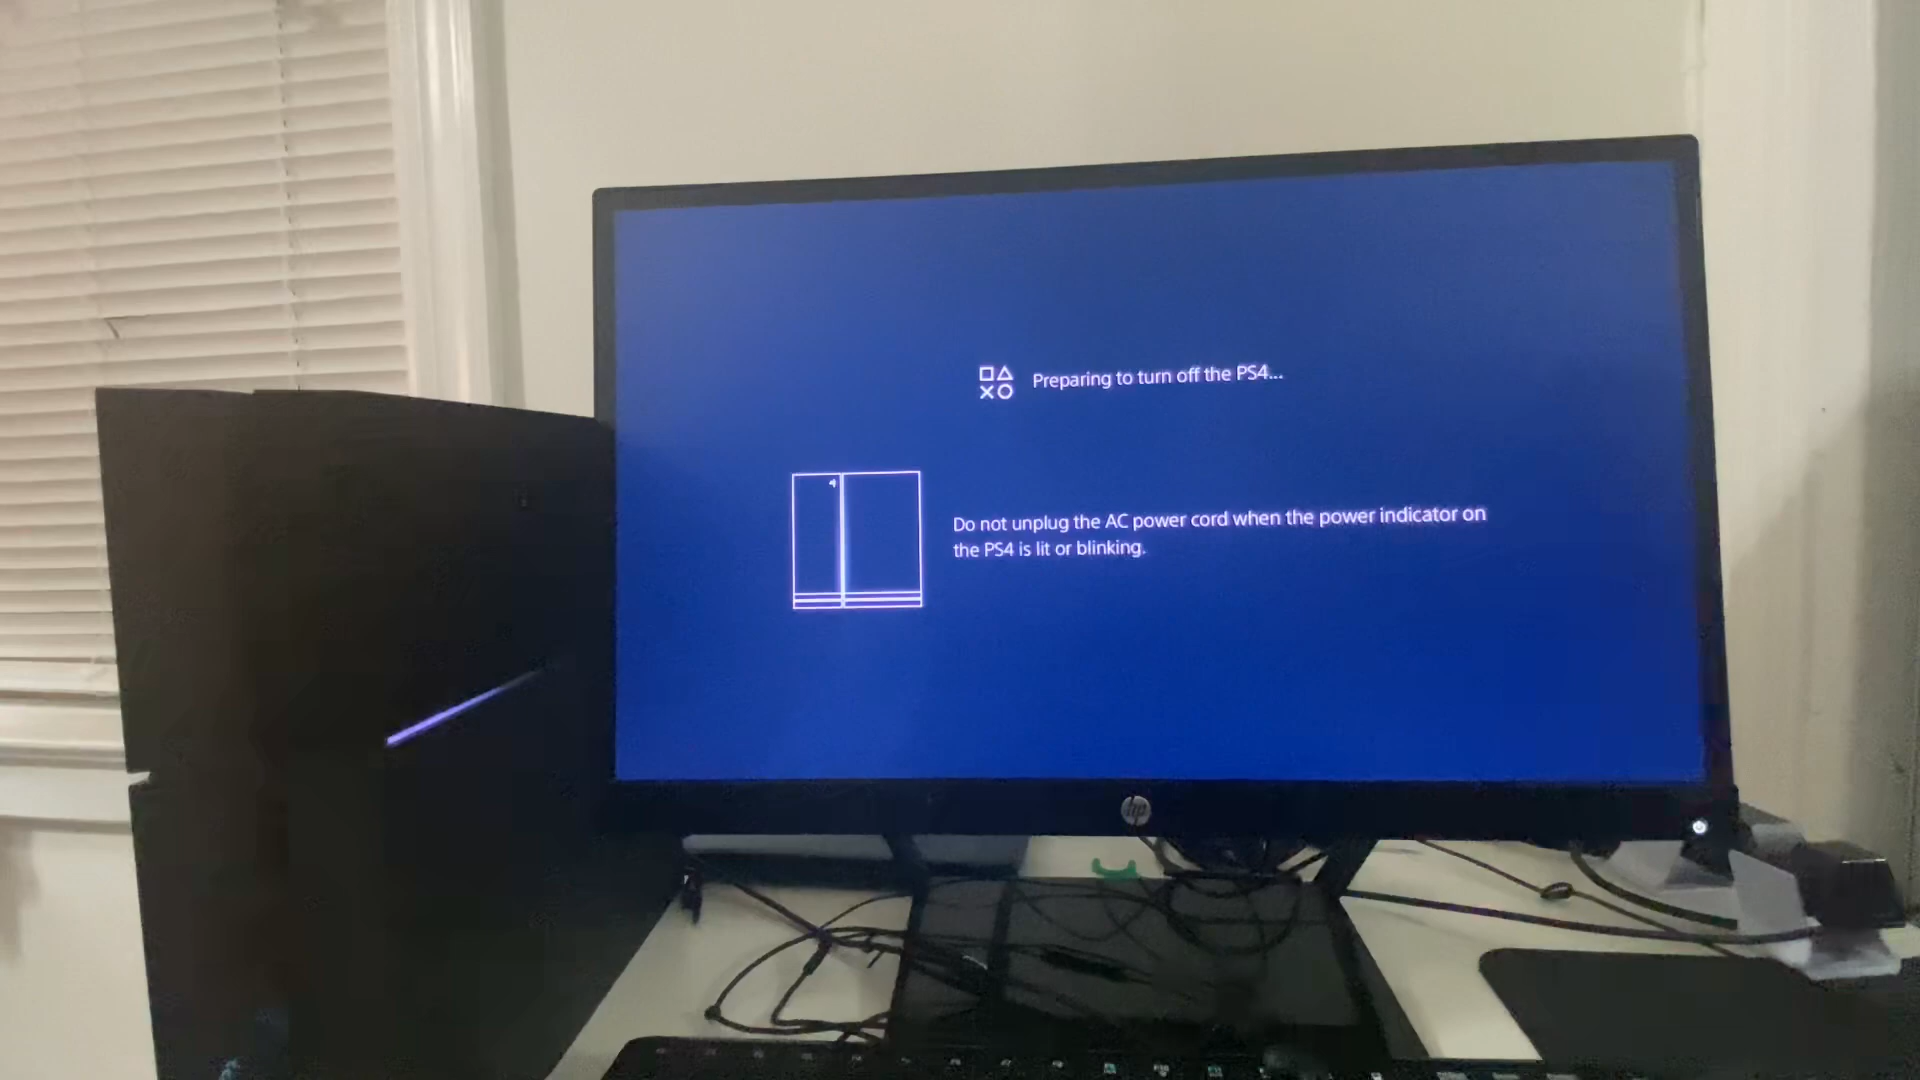 Preparing to turn off the PS4...
Do not unplug the AC power cord when the power indicator on
the PS4 is lit or blinking.
hp